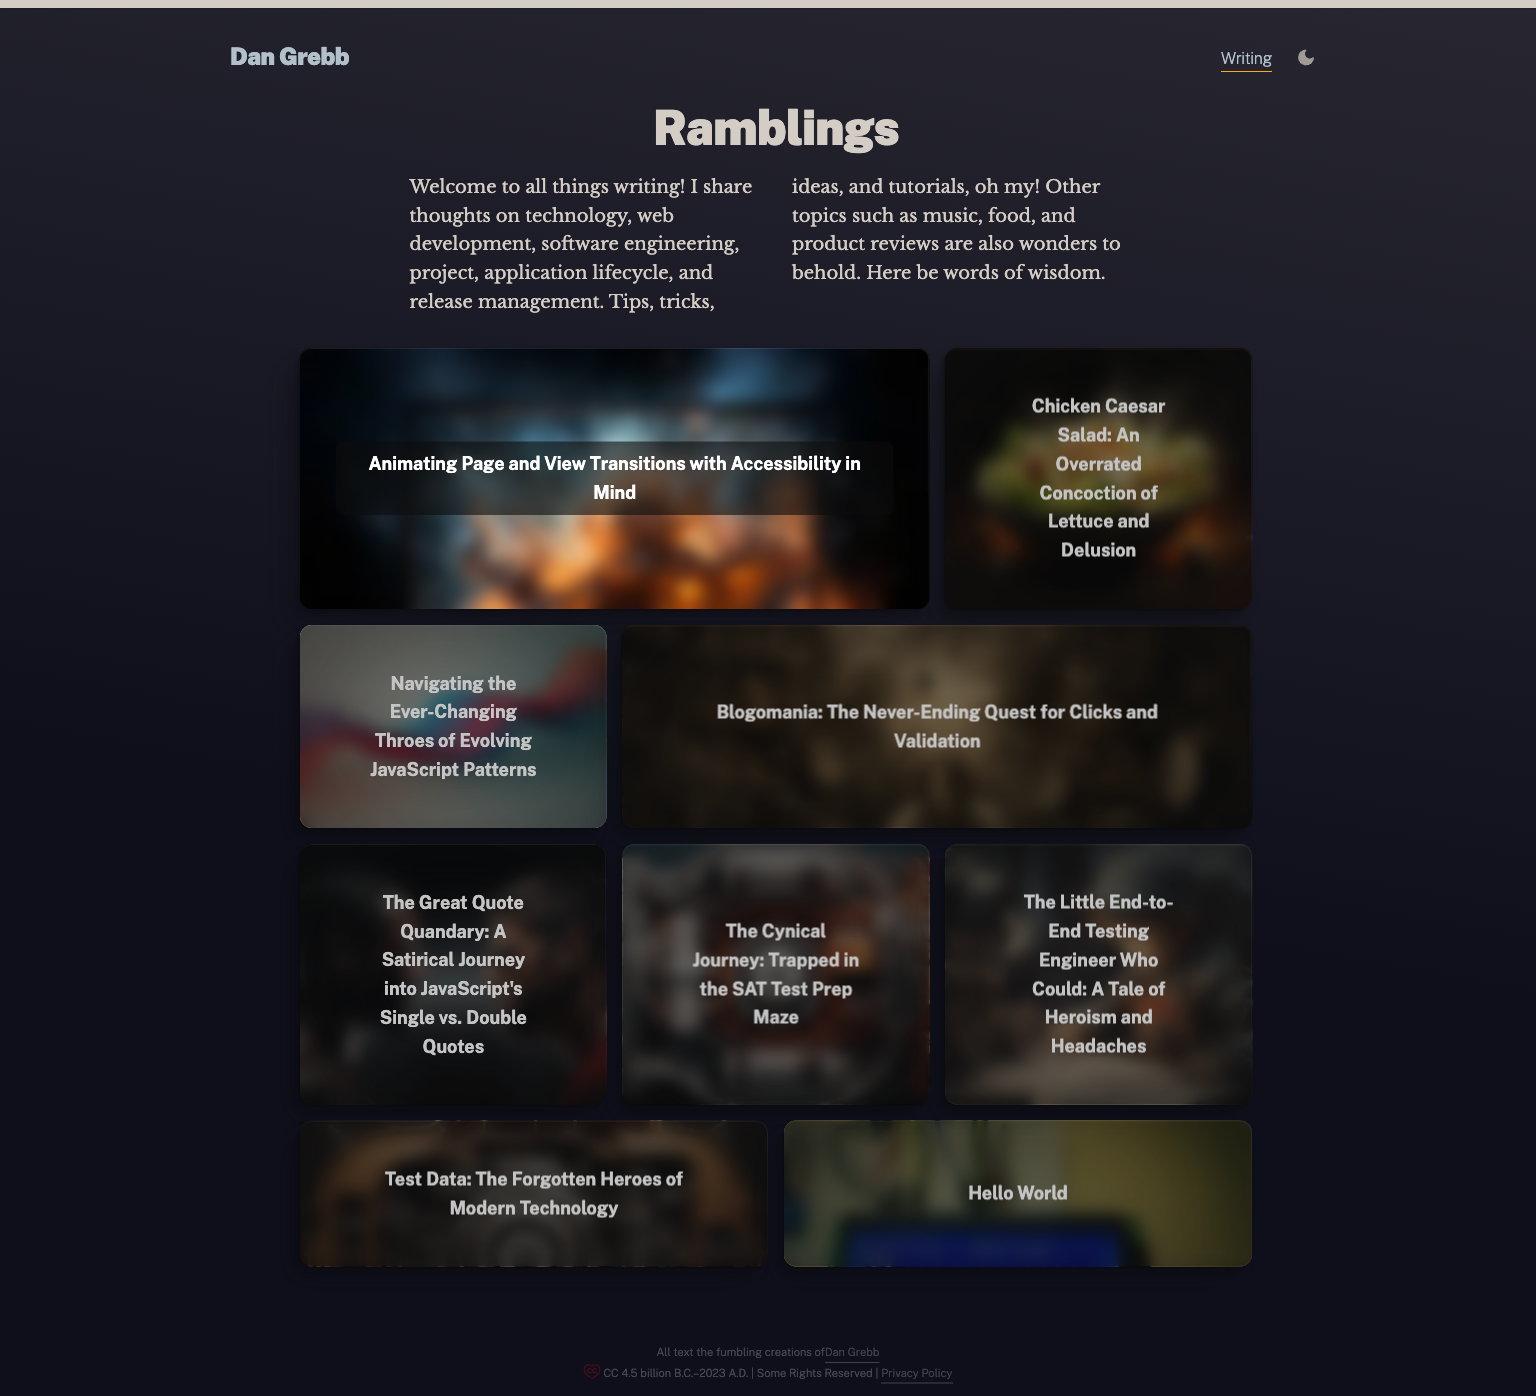 Dan Grebb
Writing
Ramblings
Welcome to all things writing! I share
thoughts on technology, web
development, software engineering,
project, application lifecycle, and
release management. Tips, tricks,
ideas, and tutorials, oh my! Other
topics such as music, food, and
product reviews are also wonders to
behold. Here be words of wisdom.
Animating Page and View Transitions with Accessibility in
Mind
Chicken Caesar
Salad: An
Overrated
Concoction of
Lettuce and
Delusion
Navigating the
Ever-Changing
Throes of Evolving
JavaScript Patterns
Blogomania: The Never-Ending Quest for Clicks and
Validation
The Great Quote
Quandary: A
Satirical Journey
into JavaScript's
Single vs. Double
Quotes
The Cynical
Journey: Trapped in
the SAT Test Prep
Maze
The Little End-to-
End Testing
Engineer Who
Could: A Tale of
Heroism and
Headaches
Test Data: The Forgotten Heroes of
Modern Technology
Hello World
All text the fumbling creations ofDan Grebb
CC 4.5 billion B.C.–2023 A.D. | Some Rights Reserved | Privacy Policy